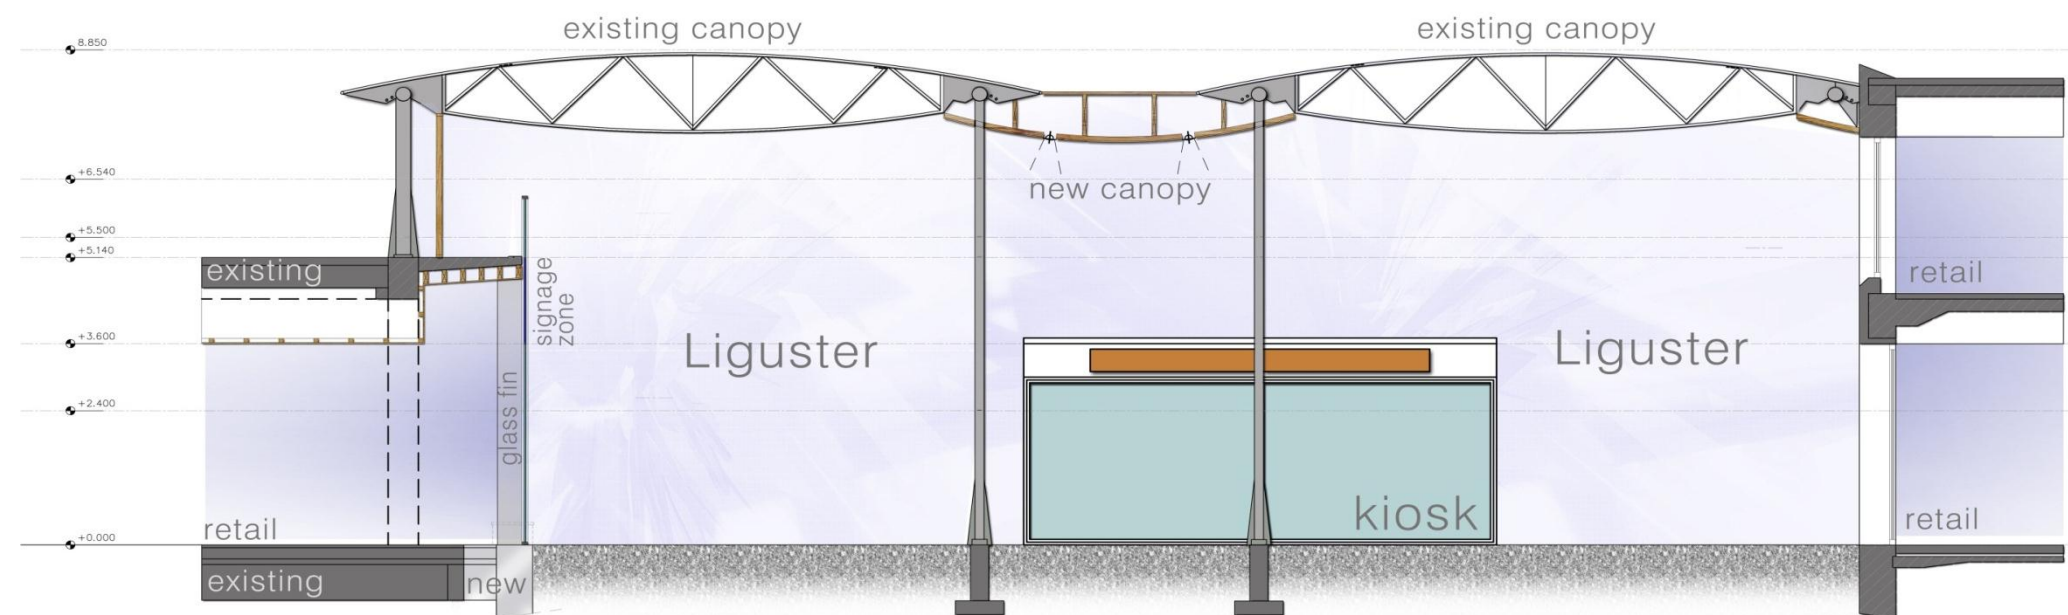 existing canopy
existing canopy
8.850
+6.540
new canopy
+5.500
+5.140
existing
signage
zone
retail
+3.600
Liguster
Liguster
glass fin
+2.400
kiosk
retail
retail
+0.000
existing
new